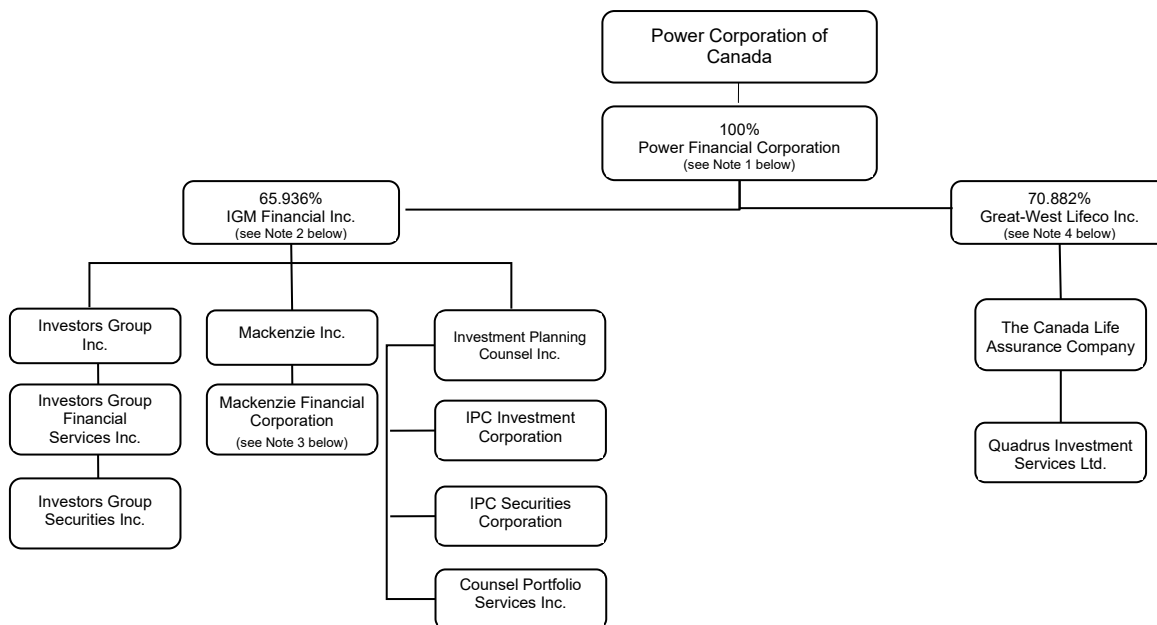 Power Corporation of
Canada
100%
Power Financial Corporation
(see Note 1 below)
65.936%
IGM Financial Inc.
(see Note 2 below)
70.882%
Great-West Lifeco Inc.
(see Note 4 below)
Investors Group
Inc.
Mackenzie Inc.
Investment Planning
Counsel Inc.
The Canada Life
Assurance Company
Investors Group
Financial
Services Inc.
Mackenzie Financial
Corporation
(see Note 3 below)
IPC Investment
Corporation
Quadrus Investment
Services Ltd.
Investors Group
Securities Inc.
IPC Securities
Corporation
Counsel Portfolio
Services Inc.